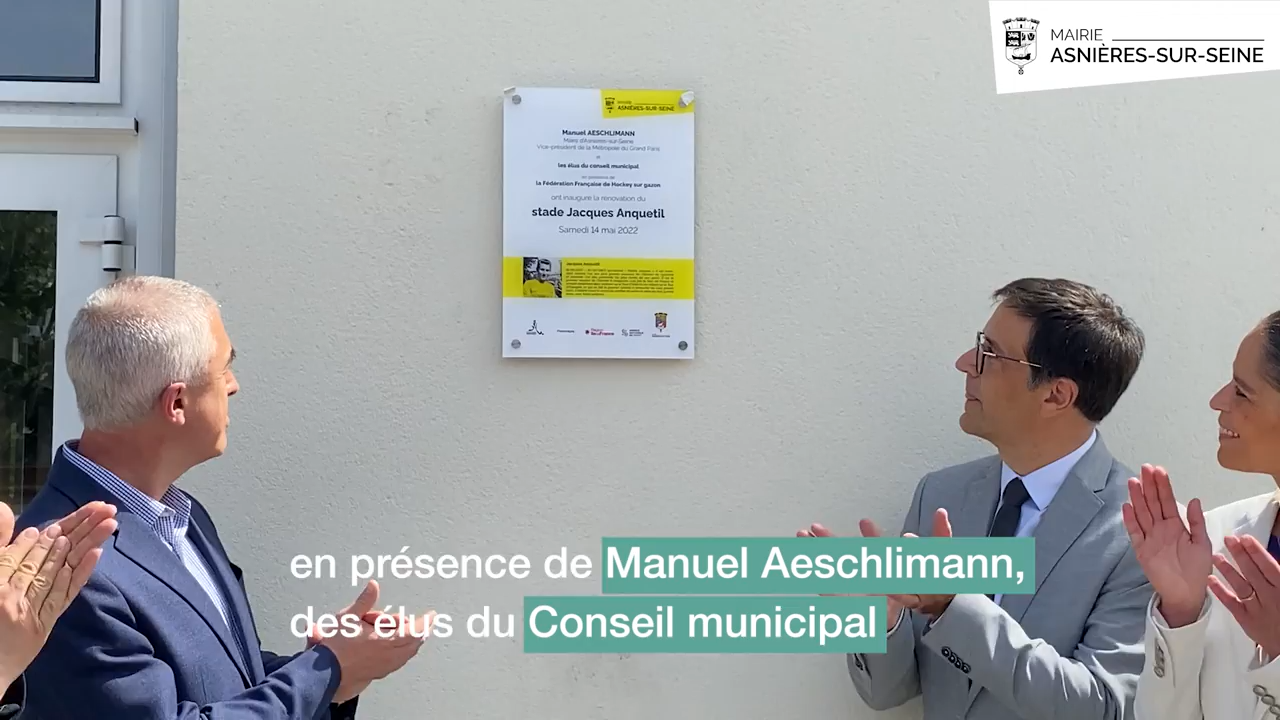 MAIRIE
ASNIÈRES-SUR-SEINE
ASNIÈRES-SUR-SEINE
Manuel AESCHLIMANN
Maire d'Asnières-sur-Seine
Vice-président de la Métropole du Grand Paris
et
les élus du conseil municipal
en présence de
la Fédération Française de Hockey sur gazon
ont inauguré la rénovation du
stade Jacques Anquetil
Samedi 14 mai 2022
Jacques Anquetil
en présence de Manuel Aeschlimann,
des élus du Conseil municipal